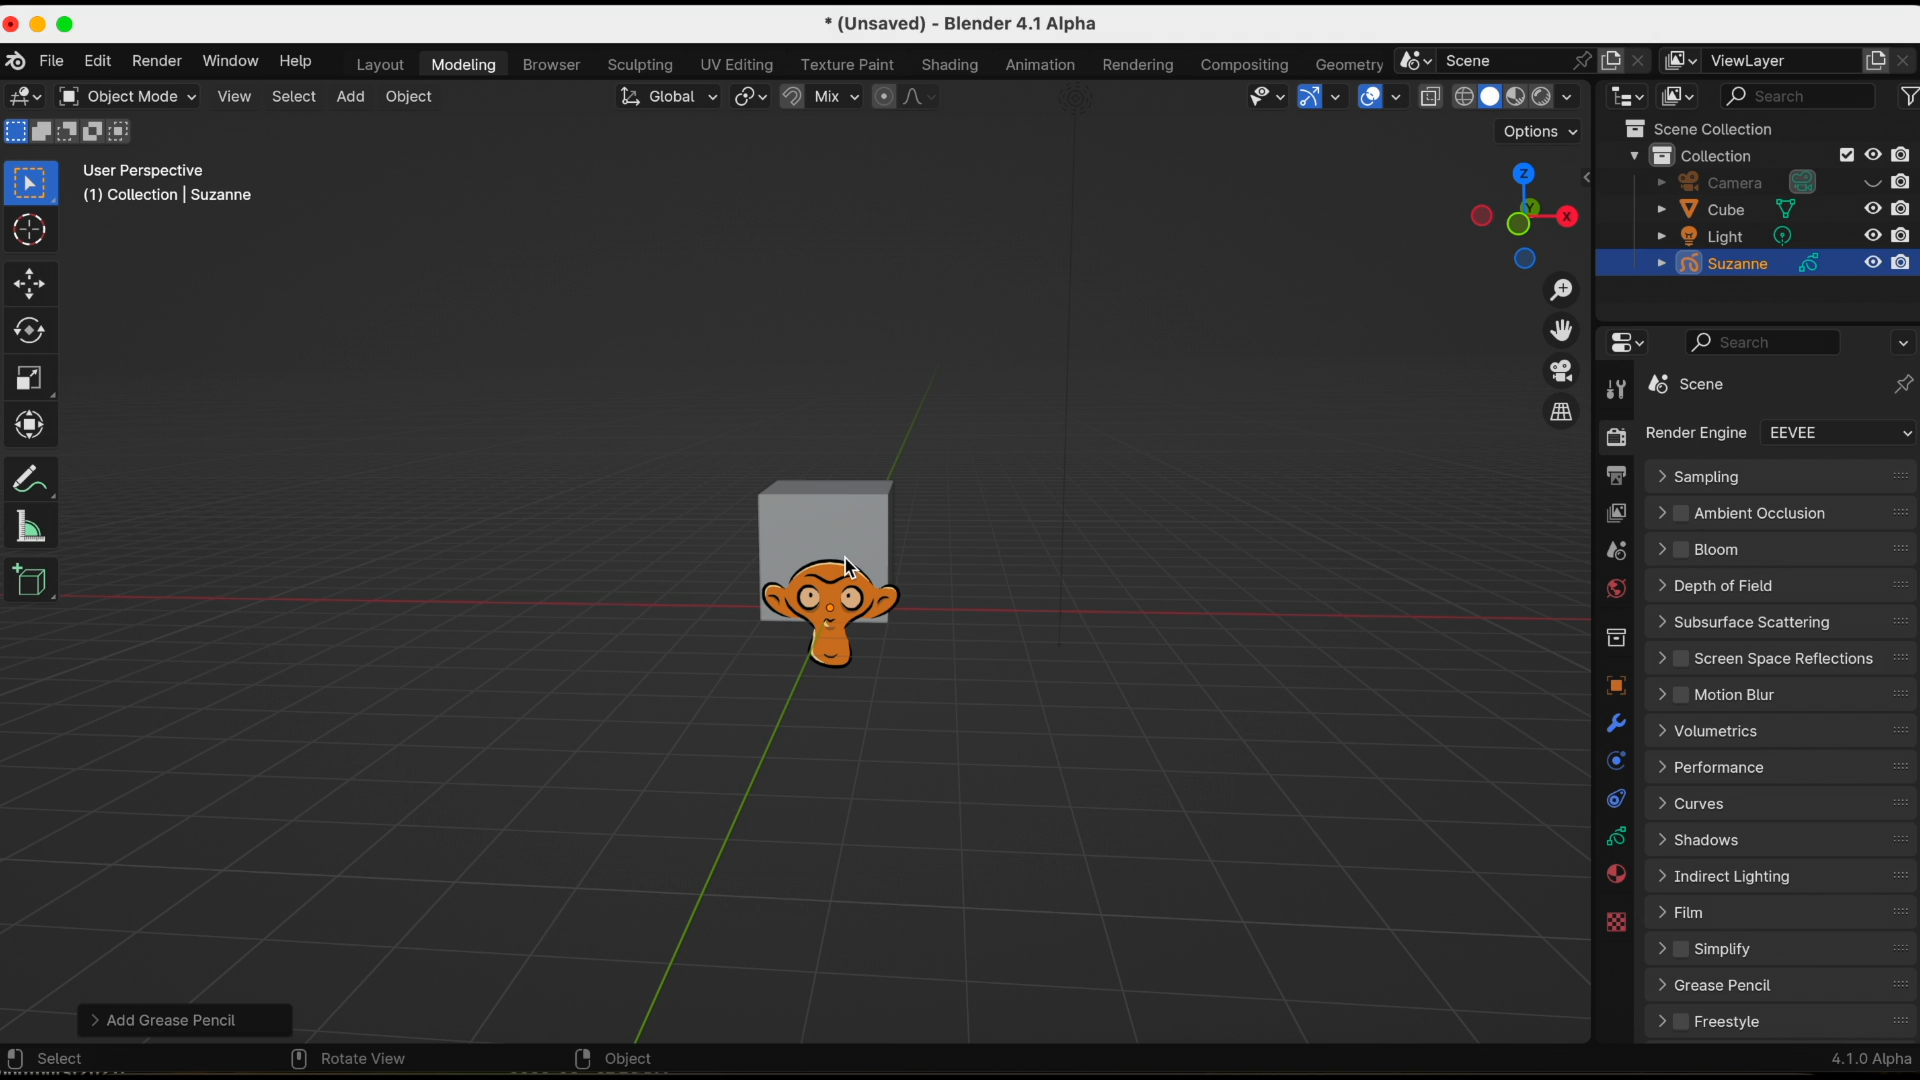 * (Unsaved) - Blender 4.1 Alpha
File Edit Render Window Help Layout Modeling Browser Sculpting UV Editing Texture Paint Shading Animation Rendering Compositing Geometry Scene ViewLayer
Object Mode View Select Add Object Global Mix Search
Options
User Perspective
(1) Collection | Suzanne
Z
Y
X
Scene Collection
Collection
Camera
Cube
Light
Suzanne
Search
Scene
Render Engine EEVEE
Sampling
Ambient Occlusion
Bloom
Depth of Field
Subsurface Scattering
Screen Space Reflections
Motion Blur
Volumetrics
Performance
Curves
Shadows
Indirect Lighting
Film
Simplify
Grease Pencil
Freestyle
Add Grease Pencil
Select Rotate View Object 4.1.0 Alpha